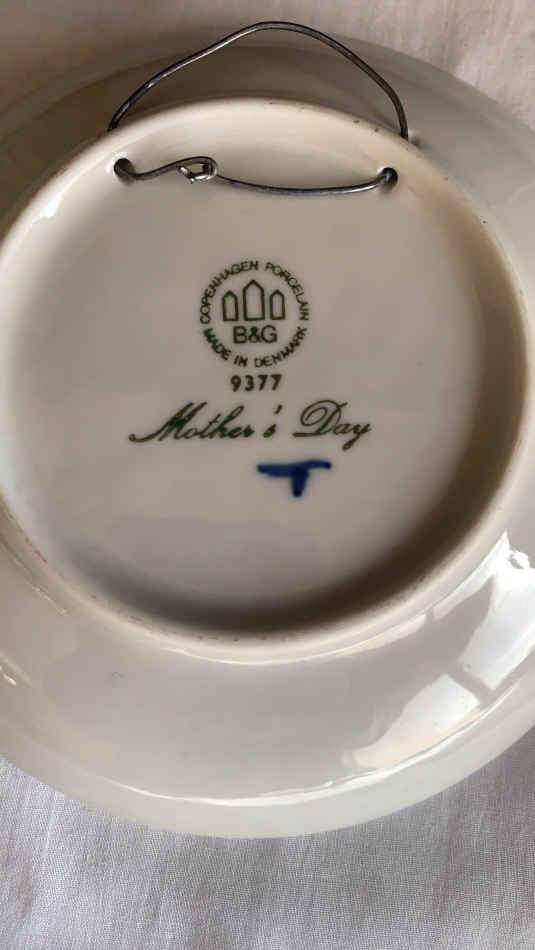 COPENHAGEN PORCELAIN
B&G
MADE IN DENMARK
9377
Mother's Day